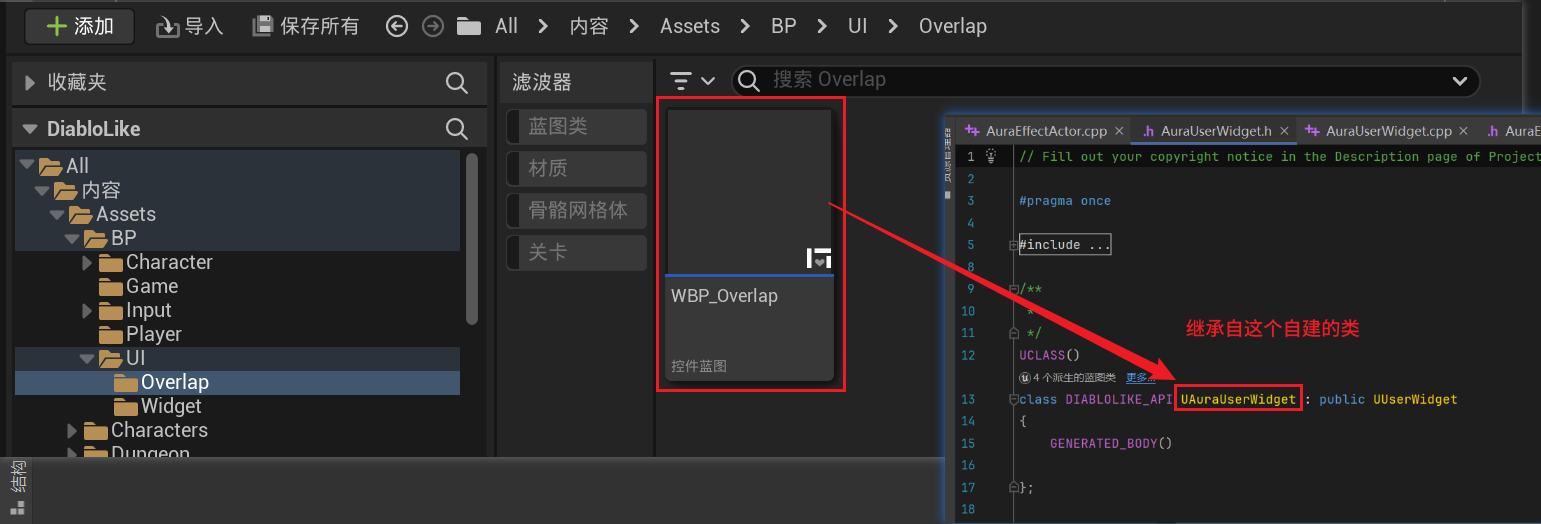 添加
导入
保存所有
All
内容
Assets
BP
UI
Overlap
收藏夹
DiabloLike
All
内容
Assets
BP
Character
Game
Input
Player
UI
Overlap
Widget
Characters
Dungeon
结构
滤波器
蓝图类
材质
骨骼网格体
关卡
搜索 Overlap
WBP_Overlap
控件蓝图
AuraEffectActor.cpp
.h AuraUserWidget.h
AuraUserWidget.cpp
.h AuraE
1 // Fill out your copyright notice in the Description page of Project
2
3 #pragma once
4
5 #include ...
8
9 /**
10 *
11 */
继承自这个自建的类
12 UCLASS()
4 个派生的蓝图类 更多…
13 class DIABLOLIKE_API UAuraUserWidget : public UUserWidget
14 {
15 GENERATED_BODY()
16
17 };
18